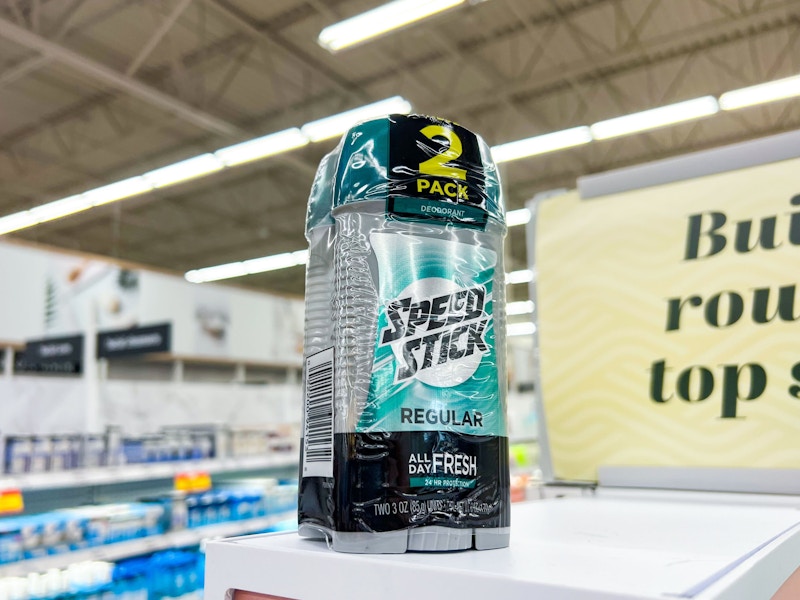 2
PACK
DEODORANT
SPEED
STICK
REGULAR
ALL
DAY FRESH
24 HR PROTECTION
TWO 3 OZ (85 g)
Bui
rou
top s